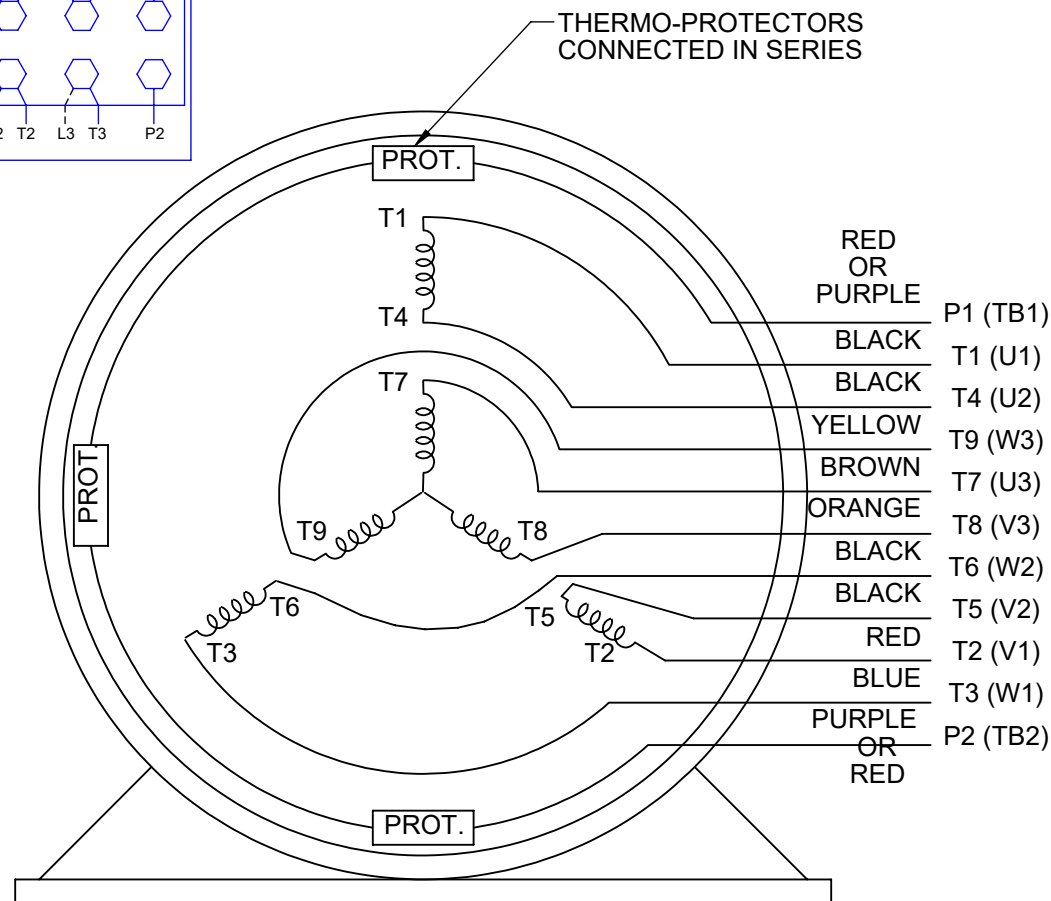 THERMO-PROTECTORS
CONNECTED IN SERIES
2 T2 L3 T3 P2
PROT.
T1
T4
T7
T9
T8
T6
T5
T3
T2
PROT.
PROT.
RED
OR
PURPLE
P1 (TB1)
BLACK
T1 (U1)
BLACK
T4 (U2)
YELLOW
T9 (W3)
BROWN
T7 (U3)
ORANGE
T8 (V3)
BLACK
T6 (W2)
BLACK
T5 (V2)
RED
T2 (V1)
BLUE
T3 (W1)
PURPLE
OR
RED
P2 (TB2)